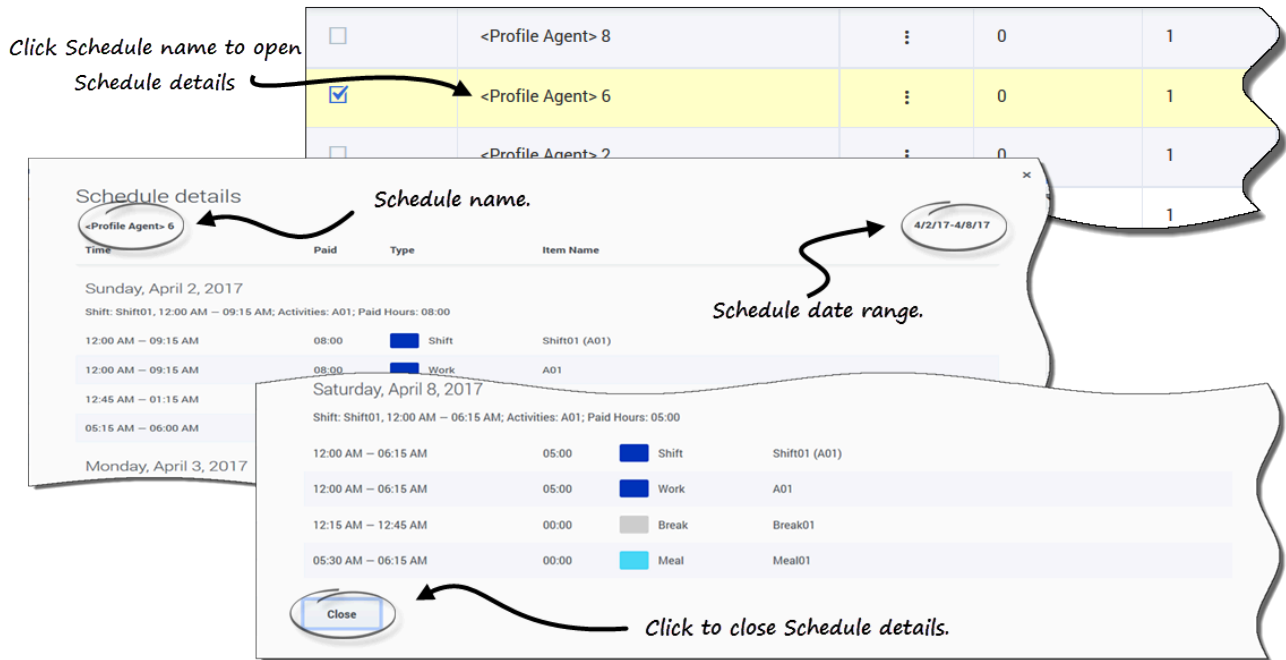 <Profile Agent> 8 ⋮ 0 1
Click Schedule name to open
Schedule details
<Profile Agent> 6 ⋮ 0 1
<Profile Agent> 2 ⋮ 0 1
1
×
Schedule details
Schedule name.
<Profile Agent> 6
4/2/17-4/8/17
Time Paid Type Item Name
Sunday, April 2, 2017
Schedule date range.
Shift: Shift01, 12:00 AM — 09:15 AM; Activities: A01; Paid Hours: 08:00
12:00 AM — 09:15 AM 08:00 Shift Shift01 (A01)
12:00 AM — 09:15 AM 08:00 Work A01
12:45 AM — 01:15 AM
05:15 AM — 06:00 AM
Monday, April 3, 2017
Saturday, April 8, 2017
Shift: Shift01, 12:00 AM — 06:15 AM; Activities: A01; Paid Hours: 05:00
12:00 AM — 06:15 AM 05:00 Shift Shift01 (A01)
12:00 AM — 06:15 AM 05:00 Work A01
12:15 AM — 12:45 AM 00:00 Break Break01
05:30 AM — 06:15 AM 00:00 Meal Meal01
Close
Click to close Schedule details.